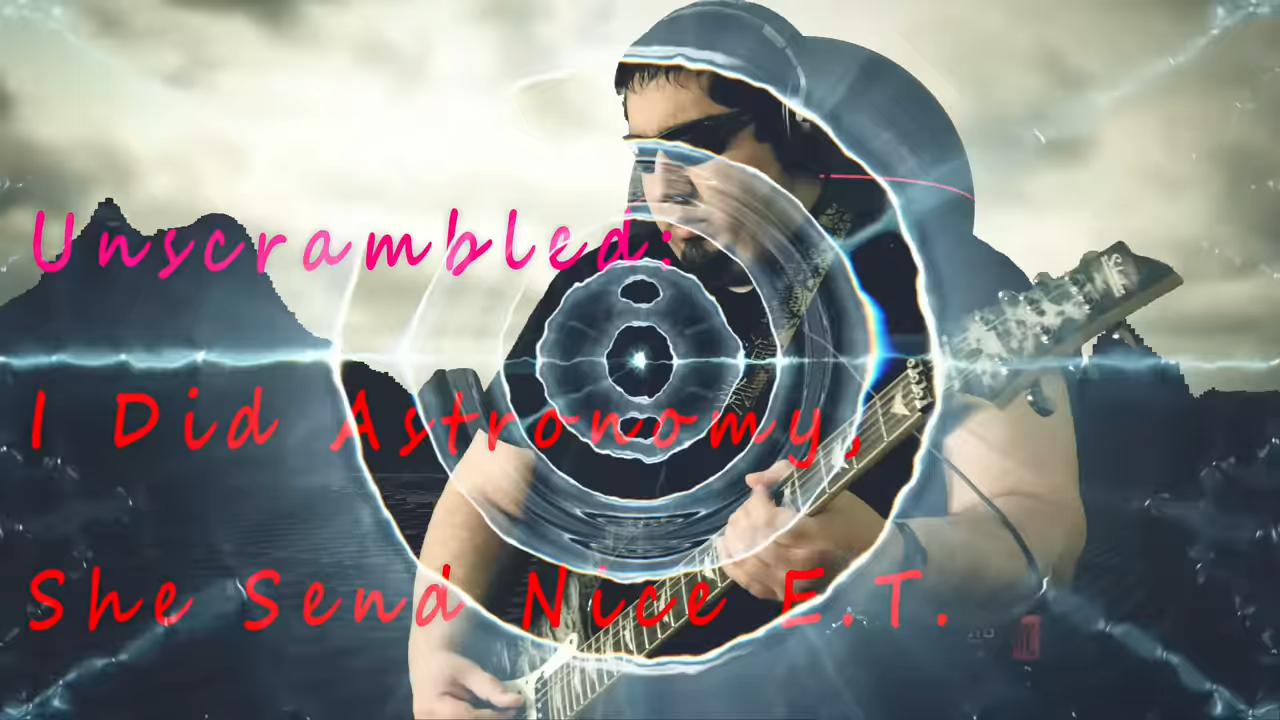 Unscrambled:
I Did Astronomy,
She Send Nice E.T.